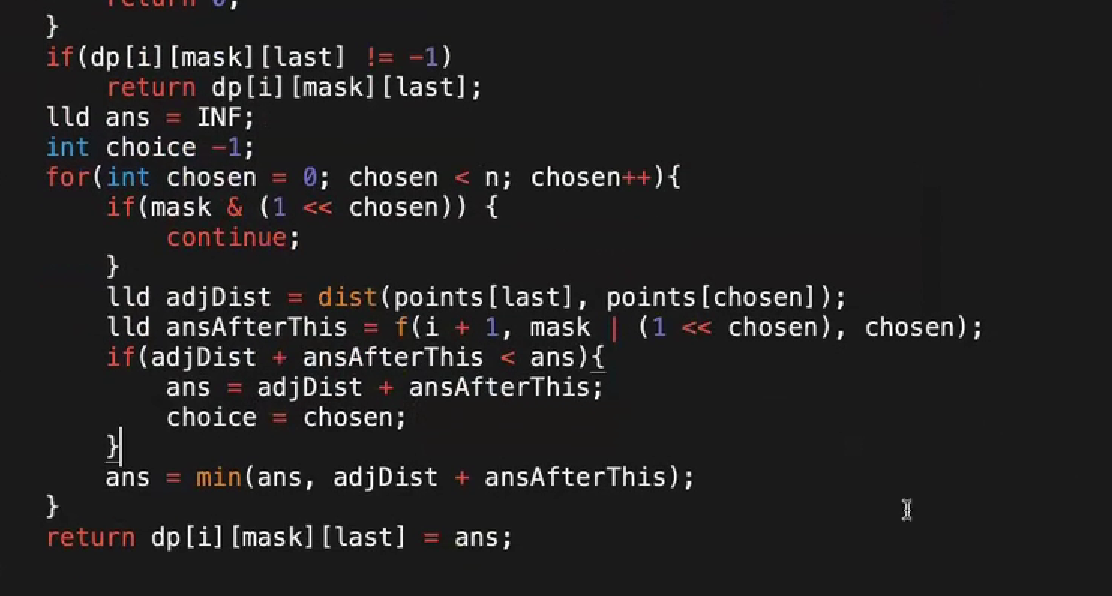 return 0;
}
if(dp[i][mask][last] != -1)
return dp[i][mask][last];
lld ans = INF;
int choice -1;
for(int chosen = 0; chosen < n; chosen++){
if(mask & (1 << chosen)) {
continue;
}
lld adjDist = dist(points[last], points[chosen]);
lld ansAfterThis = f(i + 1, mask | (1 << chosen), chosen);
if(adjDist + ansAfterThis < ans){
ans = adjDist + ansAfterThis;
choice = chosen;
}
ans = min(ans, adjDist + ansAfterThis);
}
return dp[i][mask][last] = ans;